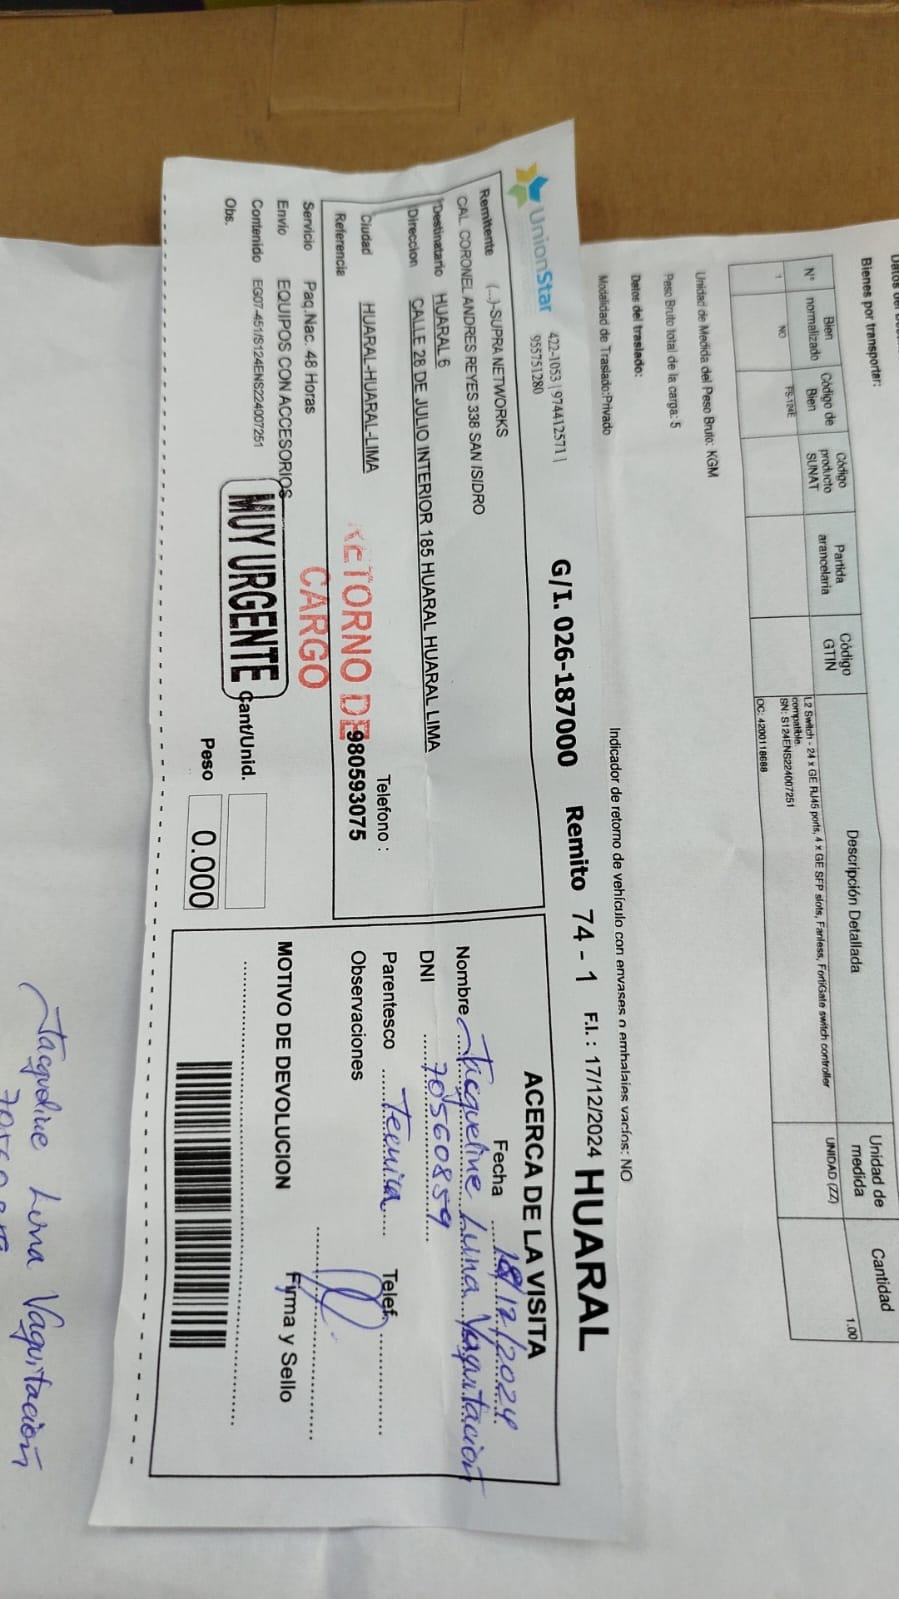 Bienes por transportar:
N° Bien normalizado Código de Bien Código producto SUNAT Partida arancelaria Código GTIN Descripción Detallada Unidad de medida Cantidad
1 NO FS-124E L2 Switch - 24 x GE RJ45 ports, 4 x GE SFP slots, Fanless, FortiGate switch controller compatible UNIDAD (ZZ) 1.00
SN: S124ENS224007251
OC: 4200118688
Unidad de Medida del Peso Bruto: KGM
Peso Bruto total de la carga: 5
Datos del traslado:
Modalidad de Traslado:Privado
Indicador de retorno de vehículo con envases o embalajes vacíos: NO
UnionStar
422-1053 | 974412571 |
955751280
G/I. 026-187000 Remito 74 - 1 F.I. : 17/12/2024 HUARAL
Remitente (...)-SUPRA NETWORKS
CAL. CORONEL ANDRES REYES 338 SAN ISIDRO
Destinatario HUARAL 6
Direccion CALLE 28 DE JULIO INTERIOR 185 HUARAL HUARAL LIMA
Ciudad HUARAL-HUARAL-LIMA
Telefono :
Referencia 980593075
RETORNO DE
CARGO
Servicio Paq.Nac. 48 Horas
Envio EQUIPOS CON ACCESORIOS
Contenido EG07-451/S124ENS224007251
Obs.
MUY URGENTE
Cant/Unid.
Peso 0.000
ACERCA DE LA VISITA
Fecha 18/12/2024
Nombre Jacqueline Luna Vaquitacion
DNI 70560859
Parentesco Tecnica Telef.
Observaciones
MOTIVO DE DEVOLUCION
Firma y Sello
Jacqueline Luna Vaquitacion